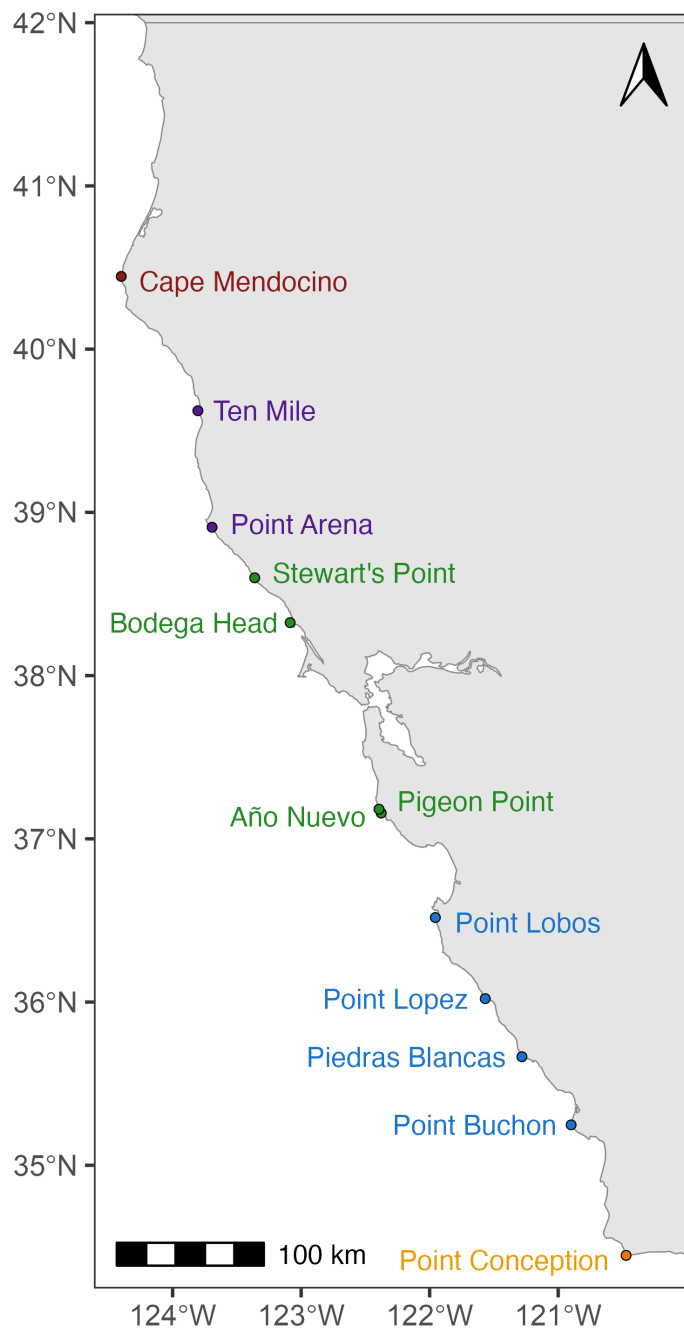 42°N
41°N
Cape Mendocino
40°N
Ten Mile
39°N
Point Arena
Stewart's Point
Bodega Head
38°N
Pigeon Point
Año Nuevo
37°N
Point Lobos
36°N
Point Lopez
Piedras Blancas
Point Buchon
35°N
100 km
Point Conception
124°W 123°W 122°W 121°W